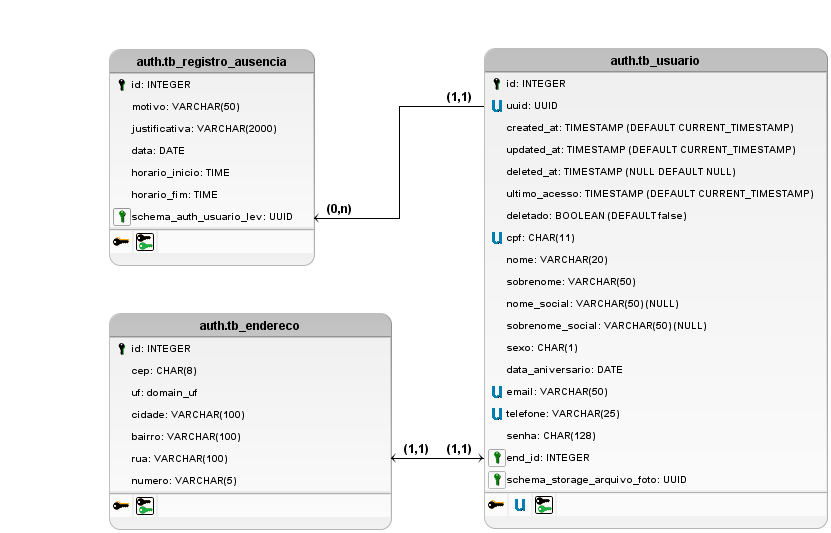 auth.tb_registro_ausencia
id: INTEGER
motivo: VARCHAR(50)
justificativa: VARCHAR(2000)
data: DATE
horario_inicio: TIME
horario_fim: TIME
schema_auth_usuario_lev: UUID
(1,1)
(0,n)
auth.tb_usuario
id: INTEGER
U uuid: UUID
created_at: TIMESTAMP (DEFAULT CURRENT_TIMESTAMP)
updated_at: TIMESTAMP (DEFAULT CURRENT_TIMESTAMP)
deleted_at: TIMESTAMP (NULL DEFAULT NULL)
ultimo_acesso: TIMESTAMP (DEFAULT CURRENT_TIMESTAMP)
deletado: BOOLEAN (DEFAULT false)
U cpf: CHAR(11)
nome: VARCHAR(20)
sobrenome: VARCHAR(50)
nome_social: VARCHAR(50) (NULL)
sobrenome_social: VARCHAR(50) (NULL)
sexo: CHAR(1)
data_aniversario: DATE
U email: VARCHAR(50)
U telefone: VARCHAR(25)
senha: CHAR(128)
end_id: INTEGER
schema_storage_arquivo_foto: UUID
U
auth.tb_endereco
id: INTEGER
cep: CHAR(8)
uf: domain_uf
cidade: VARCHAR(100)
bairro: VARCHAR(100)
rua: VARCHAR(100)
numero: VARCHAR(5)
(1,1) (1,1)